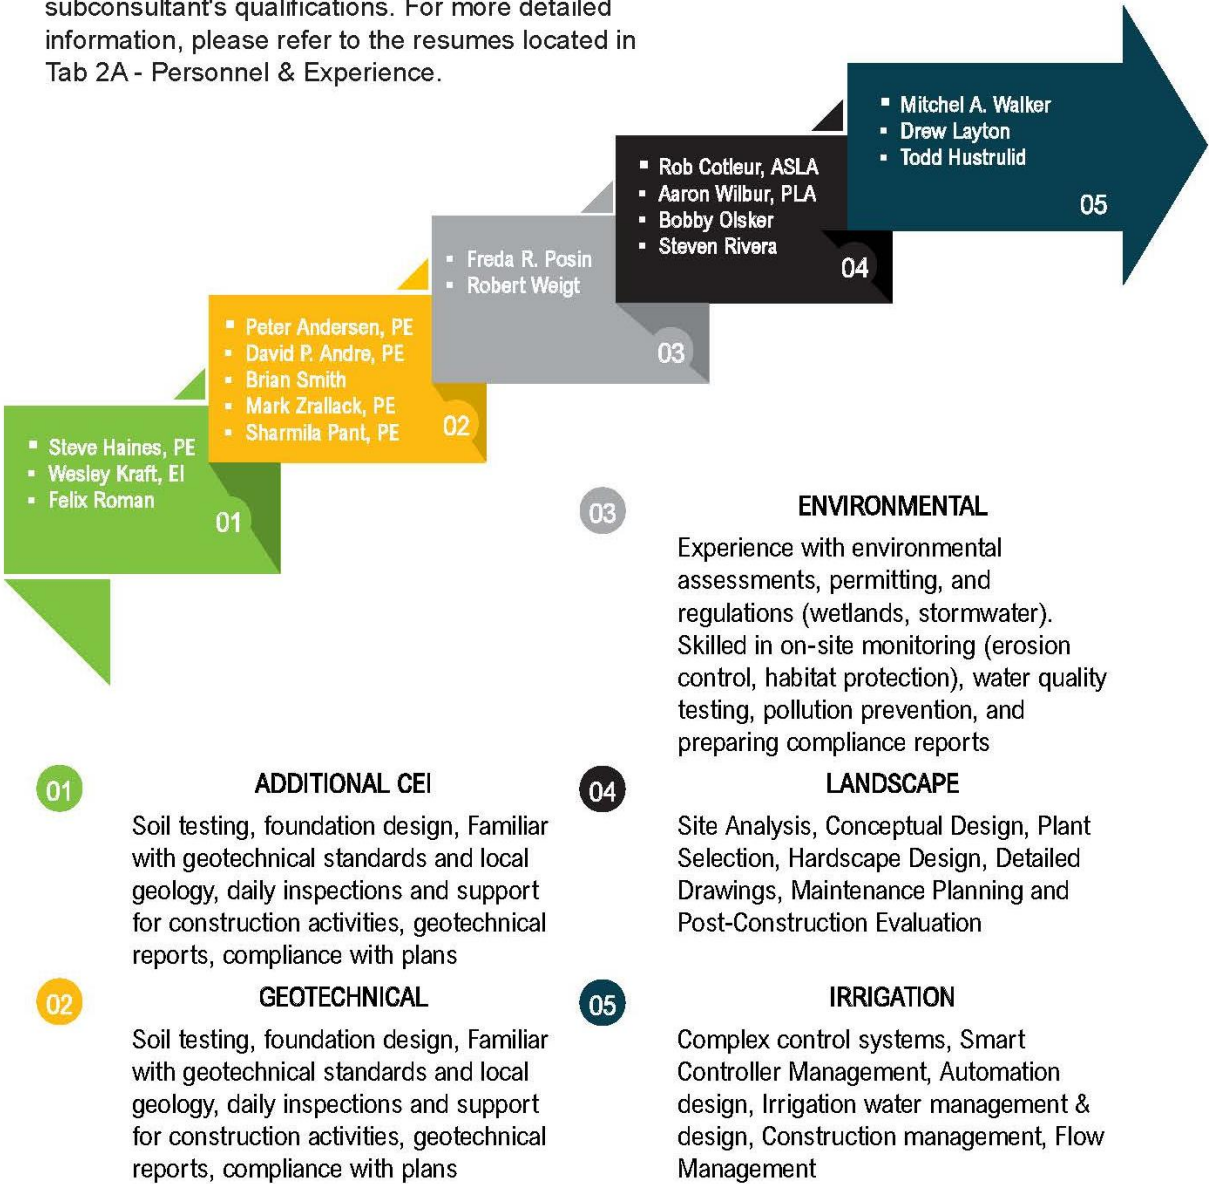 subconsultant's qualifications. For more detailed
information, please refer to the resumes located in
Tab 2A - Personnel & Experience.
▪ Mitchel A. Walker
▪ Drew Layton
▪ Todd Hustrulid
05
▪ Rob Cotleur, ASLA
▪ Aaron Wilbur, PLA
▪ Bobby Olsker
▪ Steven Rivera
04
▪ Freda R. Posin
▪ Robert Weigt
03
▪ Peter Andersen, PE
▪ David P. Andre, PE
▪ Brian Smith
▪ Mark Zrallack, PE
▪ Sharmila Pant, PE
02
▪ Steve Haines, PE
▪ Wesley Kraft, EI
▪ Felix Roman
01
03
ENVIRONMENTAL
Experience with environmental
assessments, permitting, and
regulations (wetlands, stormwater).
Skilled in on-site monitoring (erosion
control, habitat protection), water quality
testing, pollution prevention, and
preparing compliance reports
01
ADDITIONAL CEI
Soil testing, foundation design, Familiar
with geotechnical standards and local
geology, daily inspections and support
for construction activities, geotechnical
reports, compliance with plans
04
LANDSCAPE
Site Analysis, Conceptual Design, Plant
Selection, Hardscape Design, Detailed
Drawings, Maintenance Planning and
Post-Construction Evaluation
02
GEOTECHNICAL
Soil testing, foundation design, Familiar
with geotechnical standards and local
geology, daily inspections and support
for construction activities, geotechnical
reports, compliance with plans
05
IRRIGATION
Complex control systems, Smart
Controller Management, Automation
design, Irrigation water management &
design, Construction management, Flow
Management